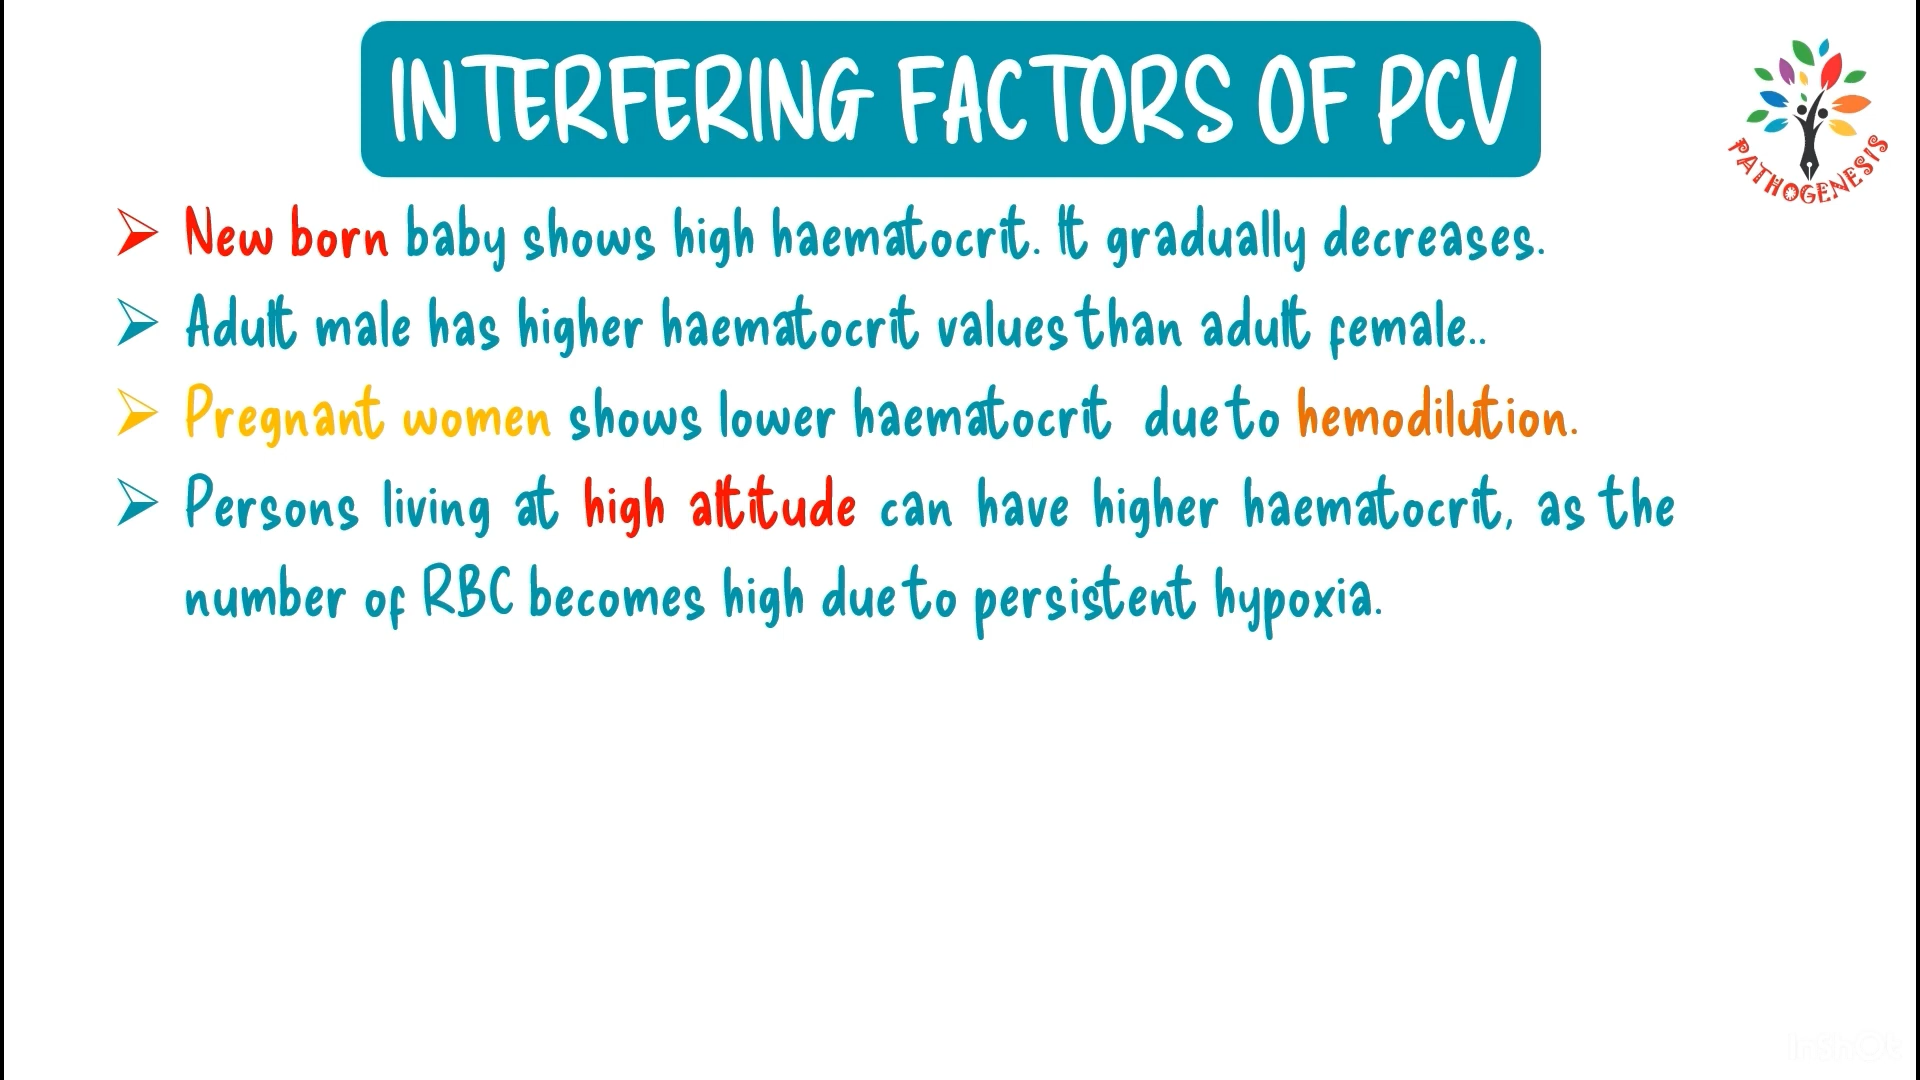 INTERFERING FACTORS OF PCV
PATHOGENESIS
New born baby shows high haematocrit. It gradually decreases.
Adult male has higher haematocrit values than adult female..
Pregnant women shows lower haematocrit due to hemodilution.
Persons living at high altitude can have higher haematocrit, as the
number of RBC becomes high due to persistent hypoxia.